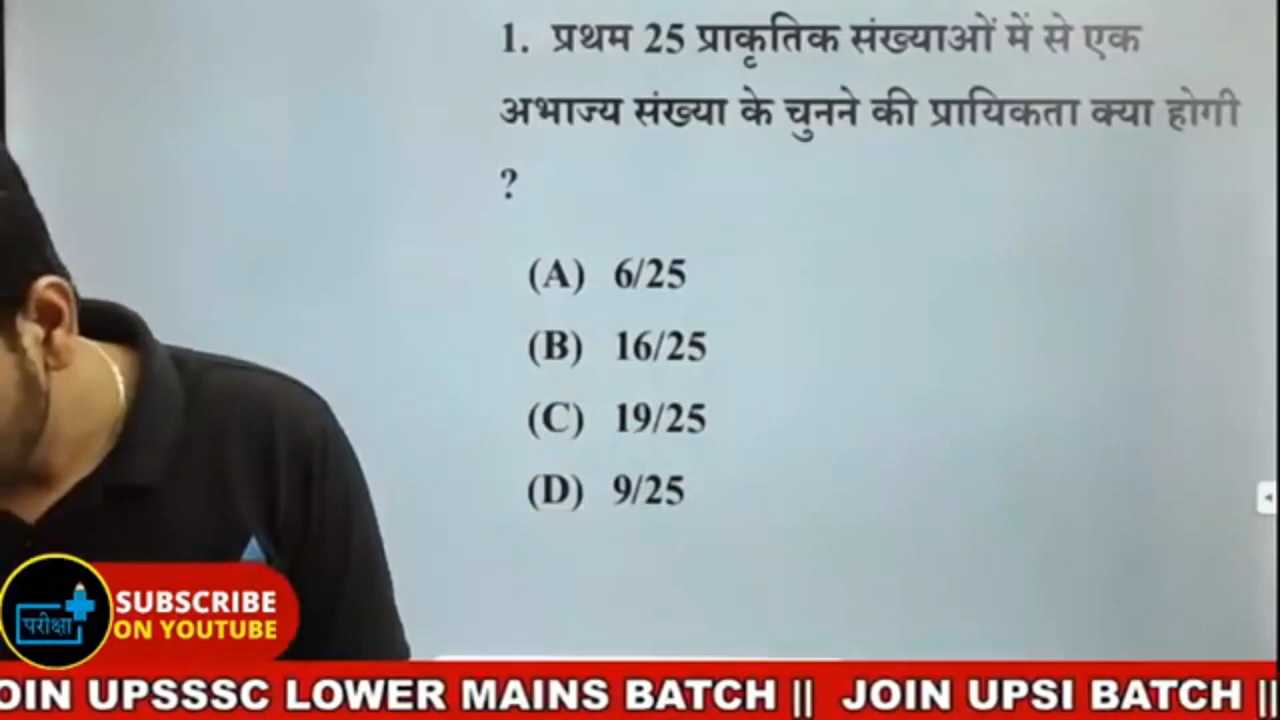 1. प्रथम 25 प्राकृतिक संख्याओं में से एक
अभाज्य संख्या के चुनने की प्रायिकता क्या होगी
?
(A) 6/25
(B) 16/25
(C) 19/25
(D) 9/25
परीक्षा
SUBSCRIBE
ON YOUTUBE
OIN UPSSSC LOWER MAINS BATCH || JOIN UPSI BATCH ||